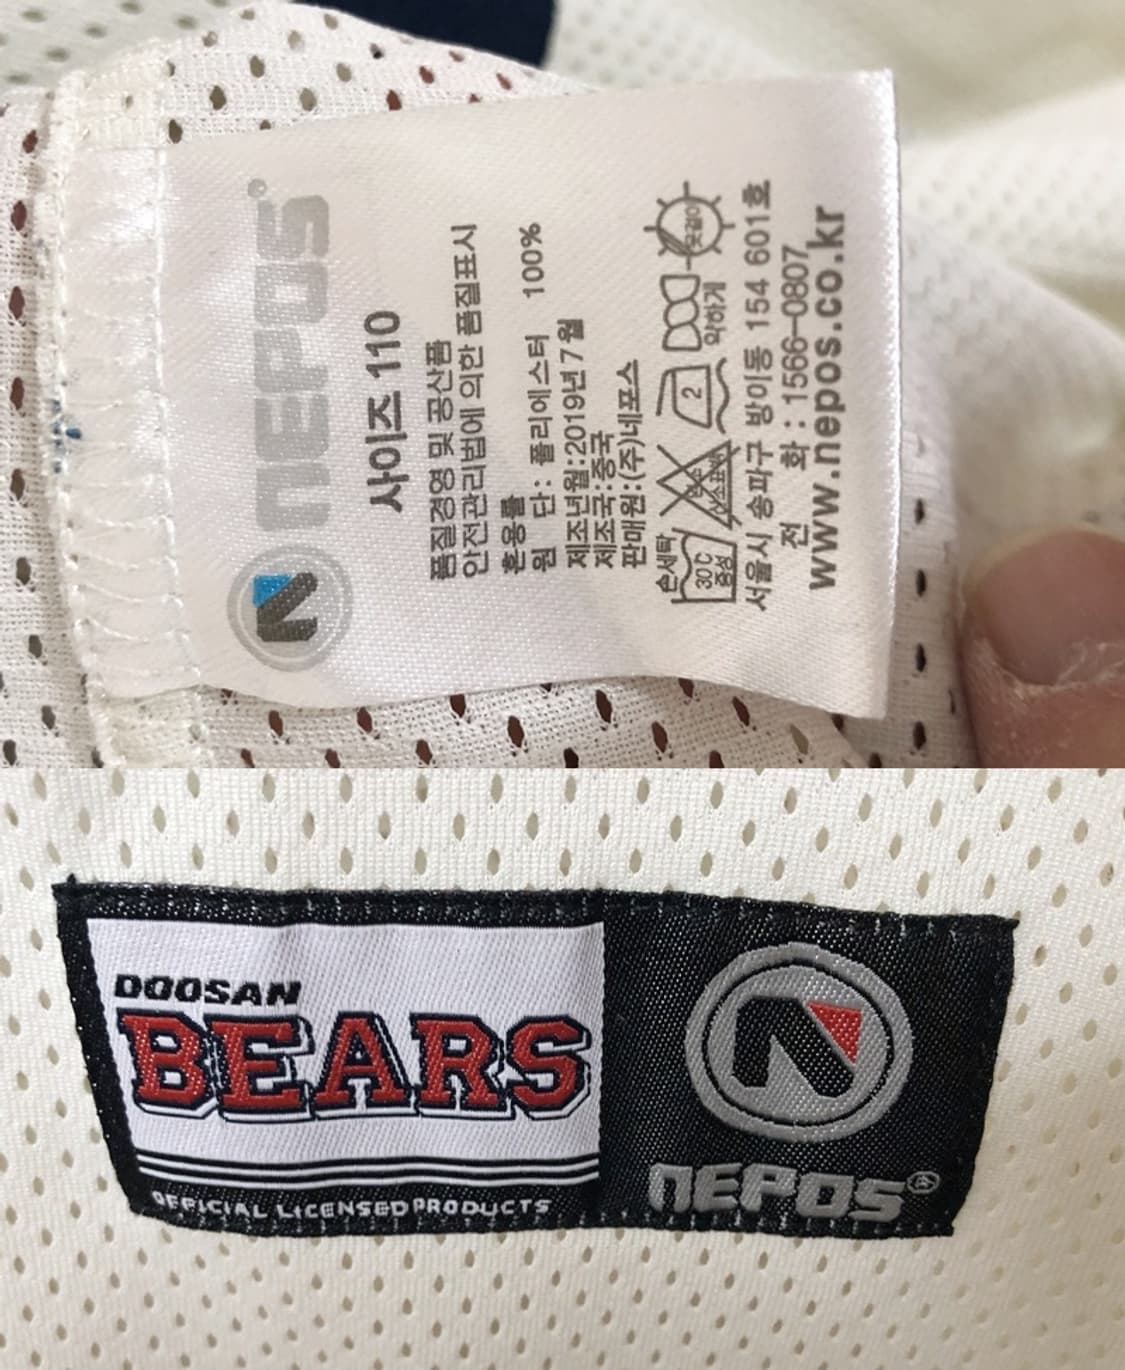 NEPOS
사이즈 110
품질경영 및 공산품
안전관리법에 의한 품질표시
혼용률
원 단 : 폴리에스터 100%
제조년월:2019년7월
제조국:중국
판매원:(주)네포스
손세탁
30℃
중성
2
약하게
옷걸이
서울시 송파구 방이동 154 601호
전 화 : 1566-0807
www.nepos.co.kr
DOOSAN
BEARS
OFFICIAL LICENSED PRODUCTS
NEPOS®